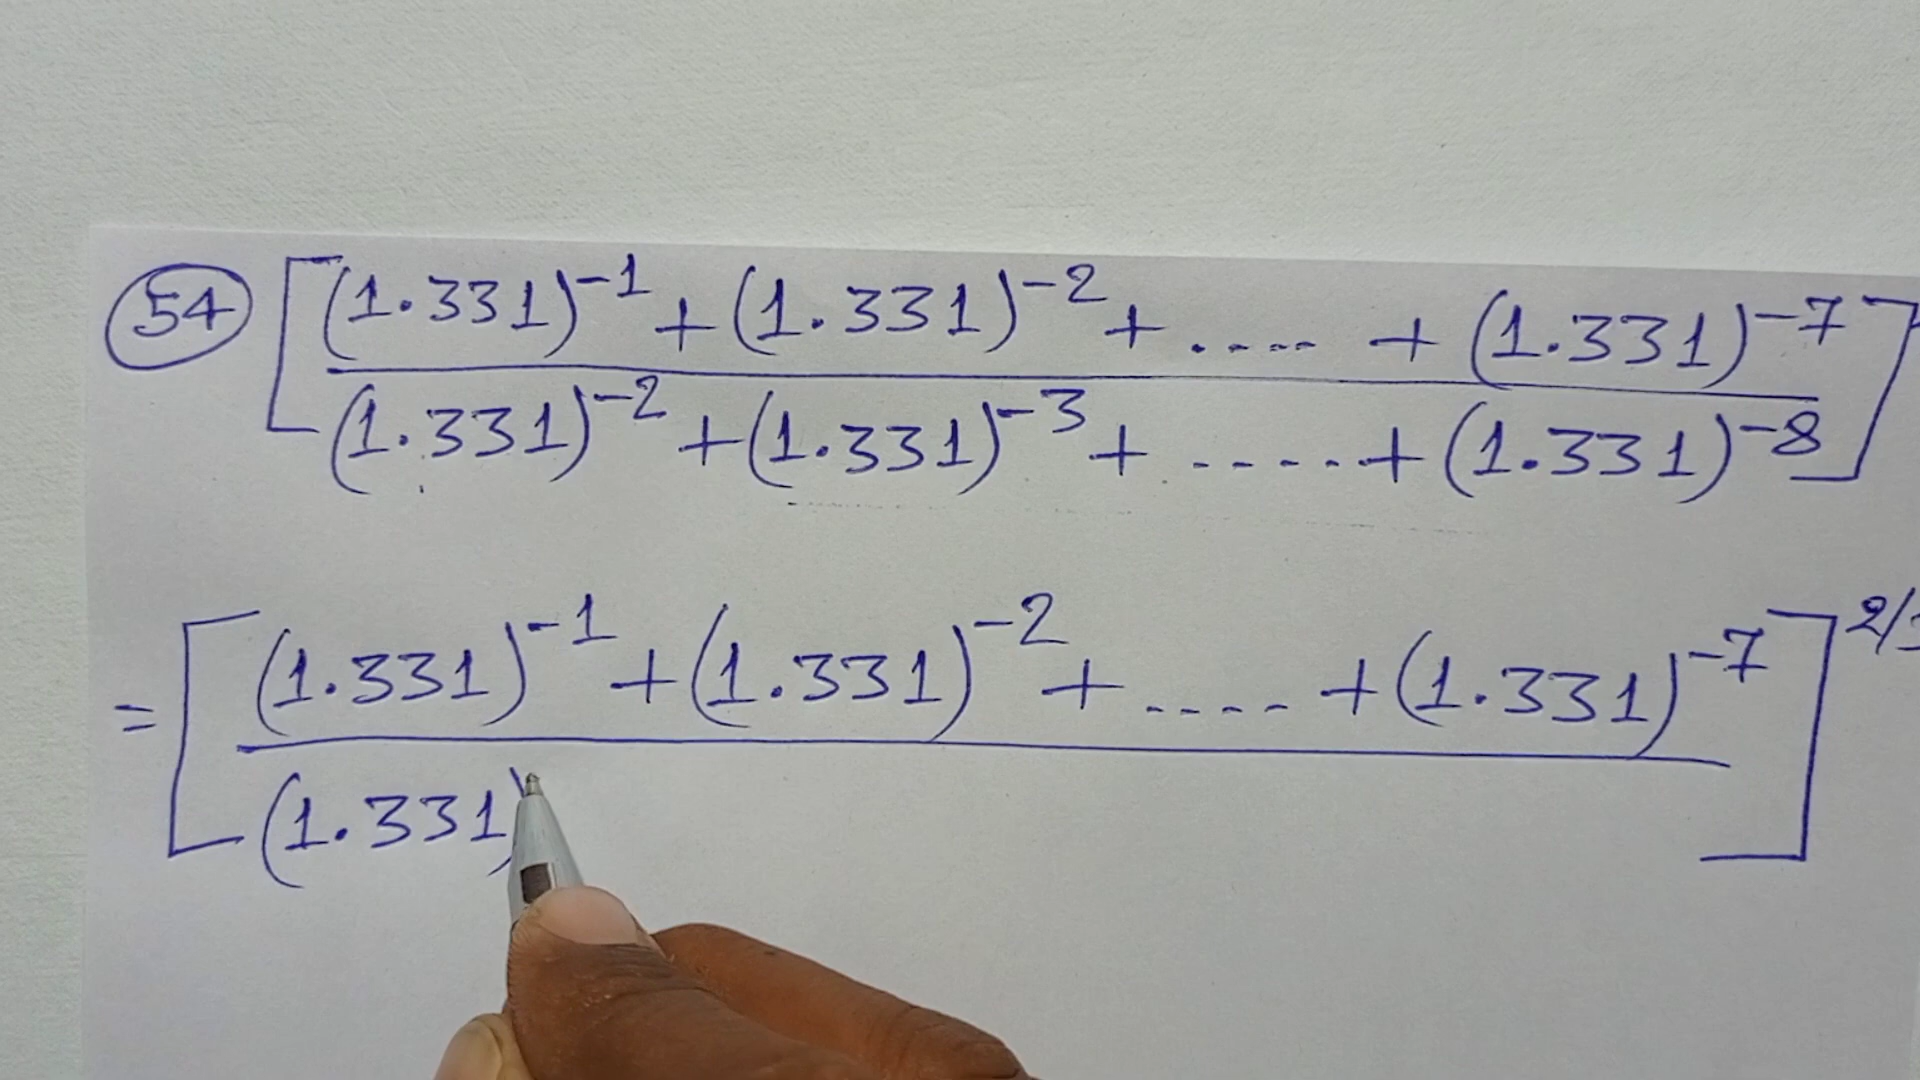 54 [(1.331)^-1 + (1.331)^-2 + .... + (1.331)^-7]
(1.331)^-2 + (1.331)^-3 + ..... + (1.331)^-8
= [(1.331)^-1 + (1.331)^-2 + .... + (1.331)^-7]^2/
(1.331)